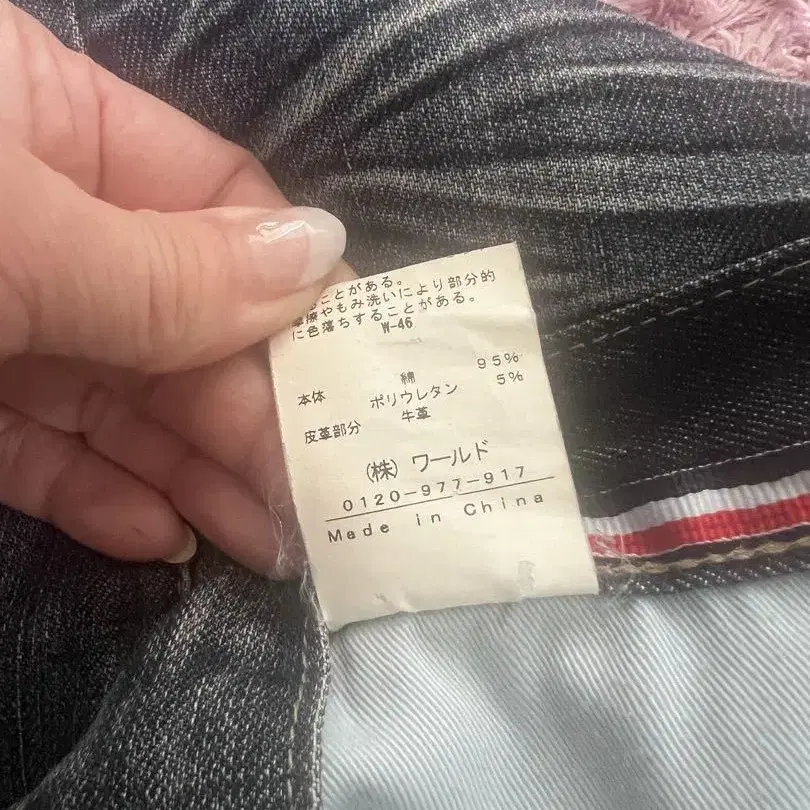 ことがある。
摩擦やもみ洗いにより部分的
に色落ちすることがある。
W-46
綿 95%
本体 ポリウレタン 5%
皮革部分 牛革
(株) ワールド
0120-977-917
Made in China